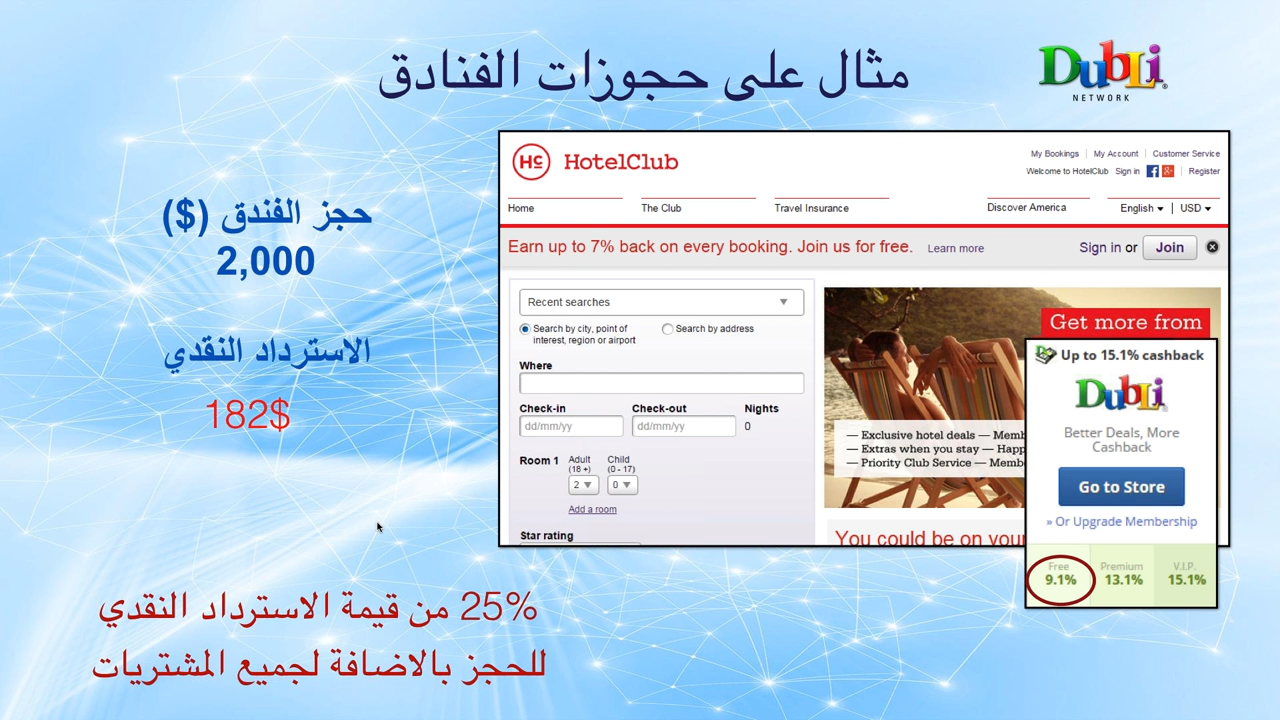 مثال على حجوزات الفنادق
DubLi®
NETWORK
حجز الفندق ($)
2,000
الاسترداد النقدي
182$
25% من قيمة الاسترداد النقدي
للحجز بالاضافة لجميع المشتريات
HC HotelClub
My Bookings | My Account | Customer Service
Welcome to HotelClub Sign in | Register
Home The Club Travel Insurance Discover America English ▾ | USD ▾
Earn up to 7% back on every booking. Join us for free. Learn more Sign in or Join
Recent searches
Search by city, point of interest, region or airport
Search by address
Where
Check-in Check-out Nights
dd/mm/yy dd/mm/yy 0
Room 1 Adult Child
(18 +) (0 - 17)
2 0
Add a room
Star rating
Get more from
— Exclusive hotel deals — Memb
— Extras when you stay — Happ
— Priority Club Service — Membe
You could be on your
Up to 15.1% cashback
DubLi®
Better Deals, More
Cashback
Go to Store
» Or Upgrade Membership
Free Premium V.I.P.
9.1% 13.1% 15.1%